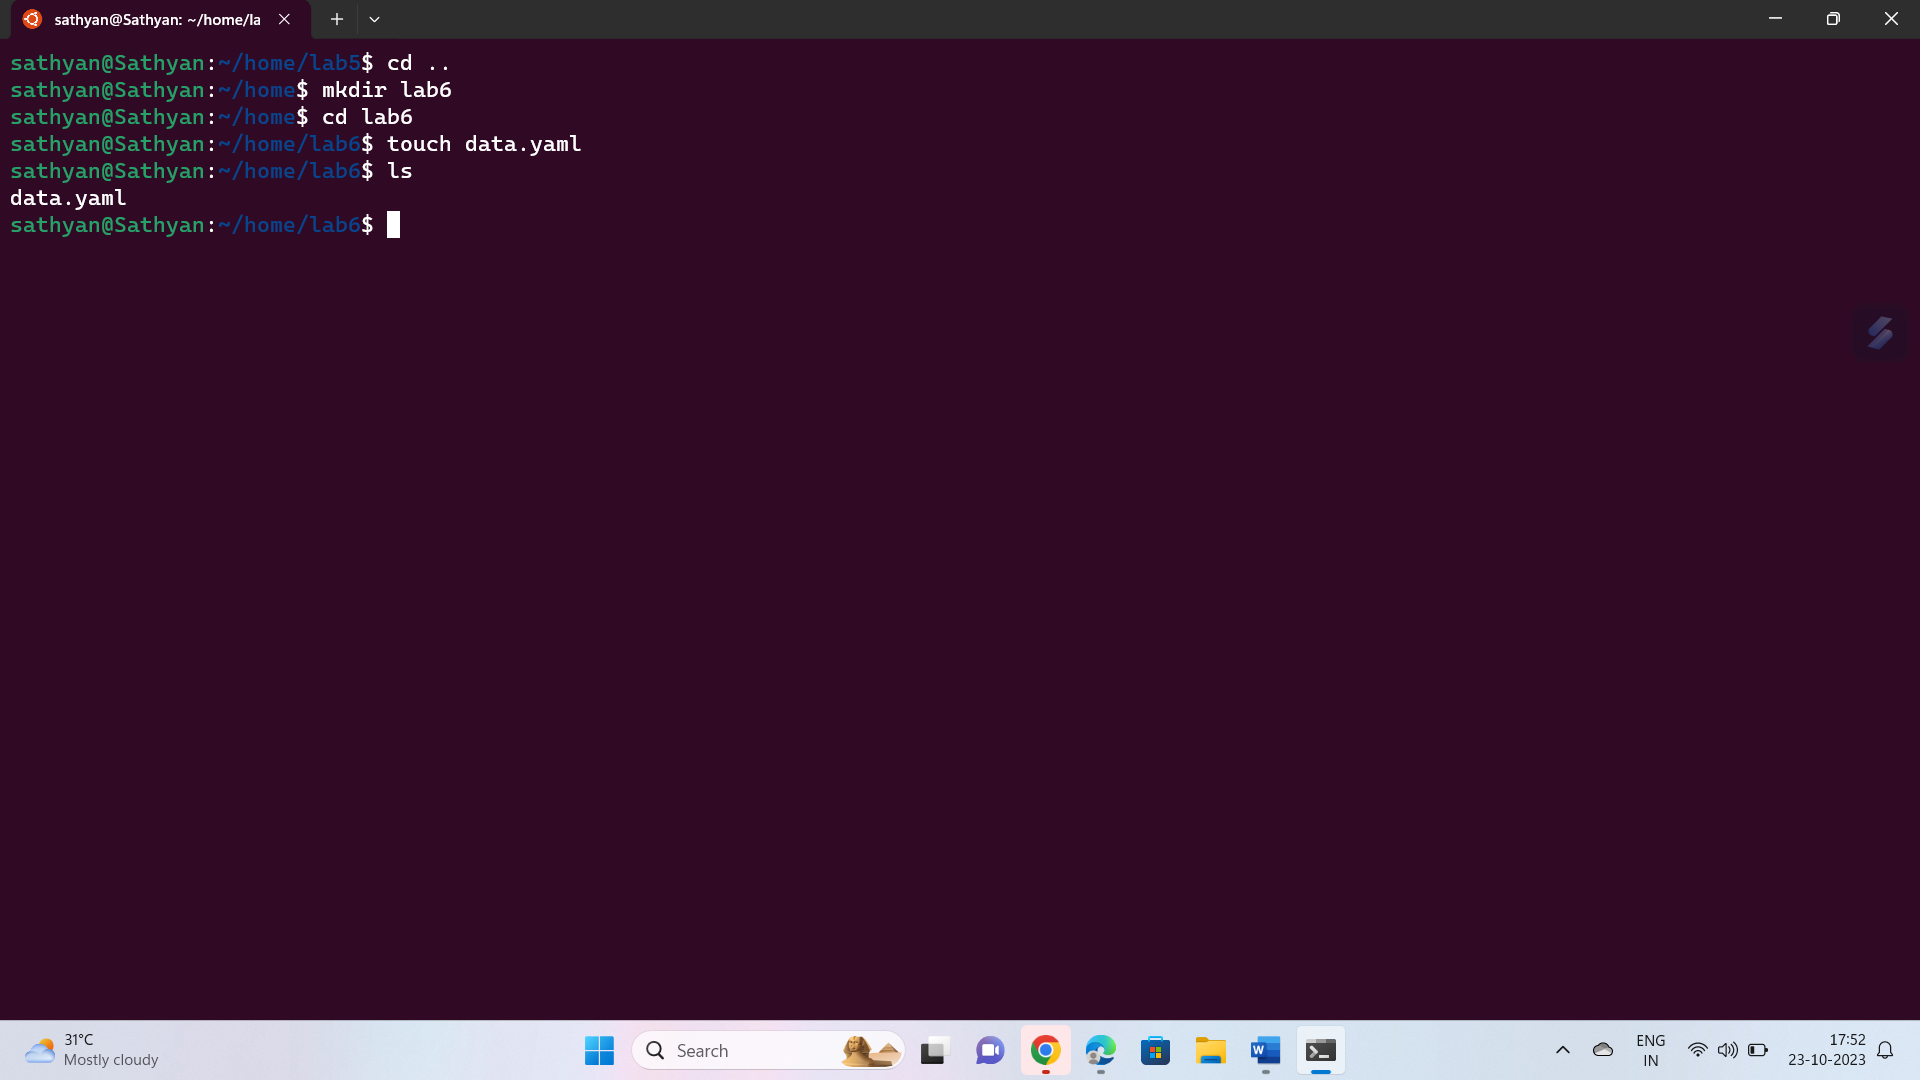 sathyan@Sathyan: ~/home/la
sathyan@Sathyan:~/home/lab5$ cd ..
sathyan@Sathyan:~/home$ mkdir lab6
sathyan@Sathyan:~/home$ cd lab6
sathyan@Sathyan:~/home/lab6$ touch data.yaml
sathyan@Sathyan:~/home/lab6$ ls
data.yaml
sathyan@Sathyan:~/home/lab6$
31°C
Mostly cloudy
Search
W
ENG
IN
17:52
23-10-2023